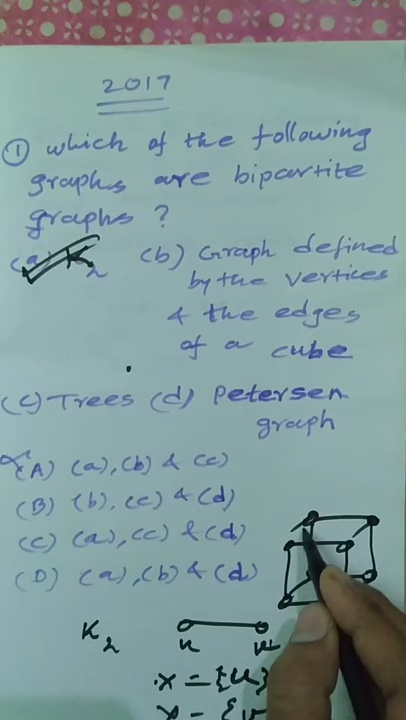 2017
① which of the following
graphs are bipartite
graphs ?
(a) K₂ (b) Graph defined
by the vertices
& the edges
of a cube
(c) Trees (d) Petersen
graph
(A) (a), (b) & (c)
(B) (b), (c) & (d)
(C) (a), (c) & (d)
(D) (a), (b) & (d)
K₂
u v
X = {u}